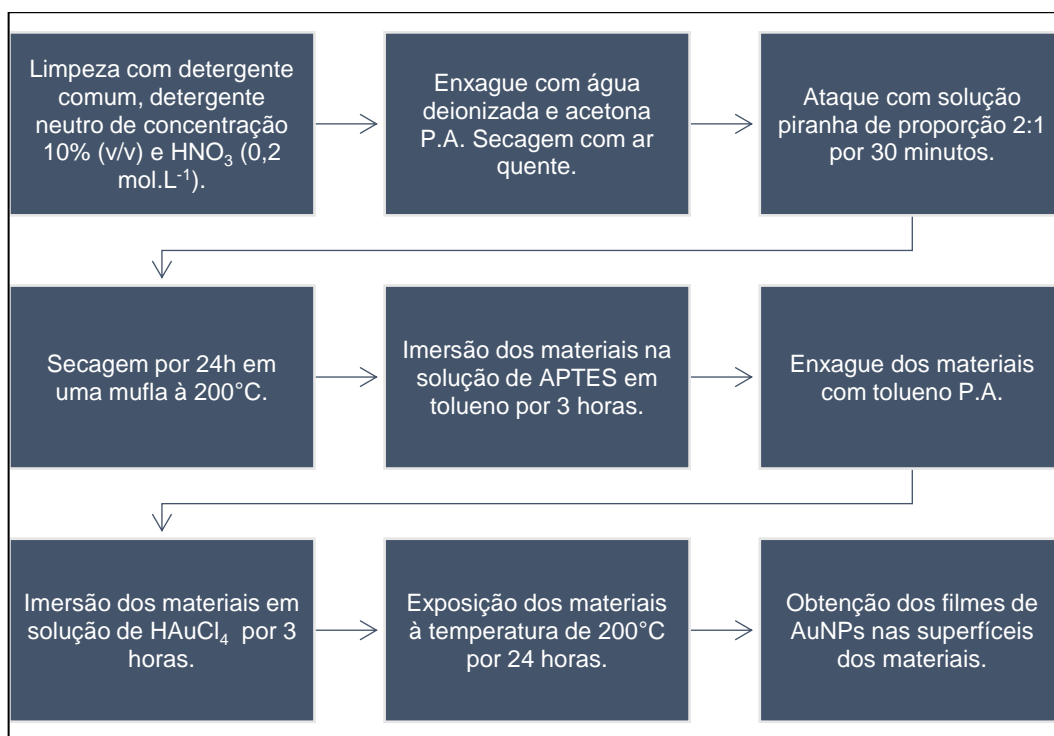 Limpeza com detergente
comum, detergente
neutro de concentração
10% (v/v) e HNO₃ (0,2
mol.L⁻¹).
Enxague com água
deionizada e acetona
P.A. Secagem com ar
quente.
Ataque com solução
piranha de proporção 2:1
por 30 minutos.
Secagem por 24h em
uma mufla à 200°C.
Imersão dos materiais na
solução de APTES em
tolueno por 3 horas.
Enxague dos materiais
com tolueno P.A.
Imersão dos materiais em
solução de HAuCl₄ por 3
horas.
Exposição dos materiais
à temperatura de 200°C
por 24 horas.
Obtenção dos filmes de
AuNPs nas superfíceis
dos materiais.